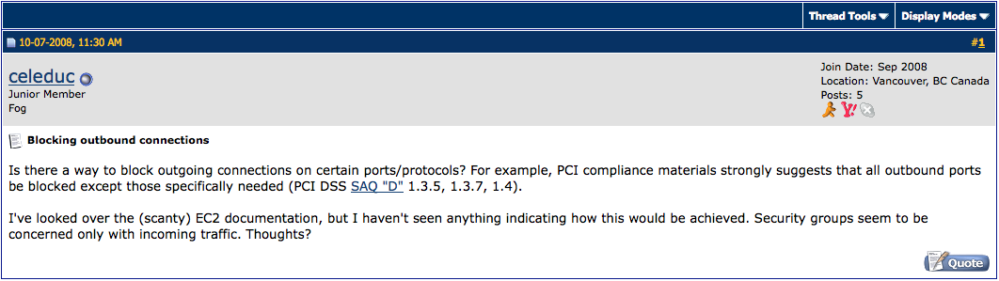 Thread Tools Display Modes
10-07-2008, 11:30 AM #1
celeduc
Junior Member
Fog
Join Date: Sep 2008
Location: Vancouver, BC Canada
Posts: 5
Blocking outbound connections
Is there a way to block outgoing connections on certain ports/protocols? For example, PCI compliance materials strongly suggests that all outbound ports
be blocked except those specifically needed (PCI DSS SAQ "D" 1.3.5, 1.3.7, 1.4).
I've looked over the (scanty) EC2 documentation, but I haven't seen anything indicating how this would be achieved. Security groups seem to be
concerned only with incoming traffic. Thoughts?
Quote